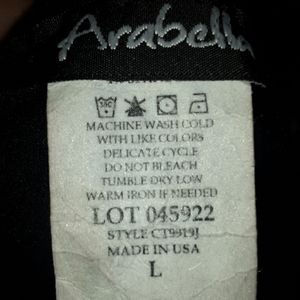 Arabella
30C
MACHINE WASH COLD
WITH LIKE COLORS
DELICATE CYCLE
DO NOT BLEACH
TUMBLE DRY LOW
WARM IRON IF NEEDED
LOT 045922
STYLE CT9919J
MADE IN USA
L